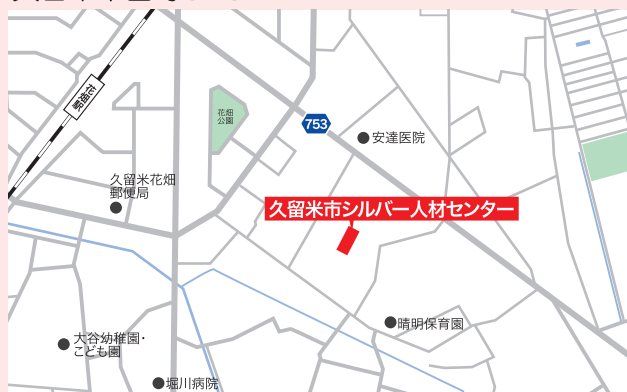 花畑駅
花畑
公園
753
安達医院
久留米花畑
郵便局
久留米市シルバー人材センター
晴明保育園
大谷幼稚園・
こども園
堀川病院